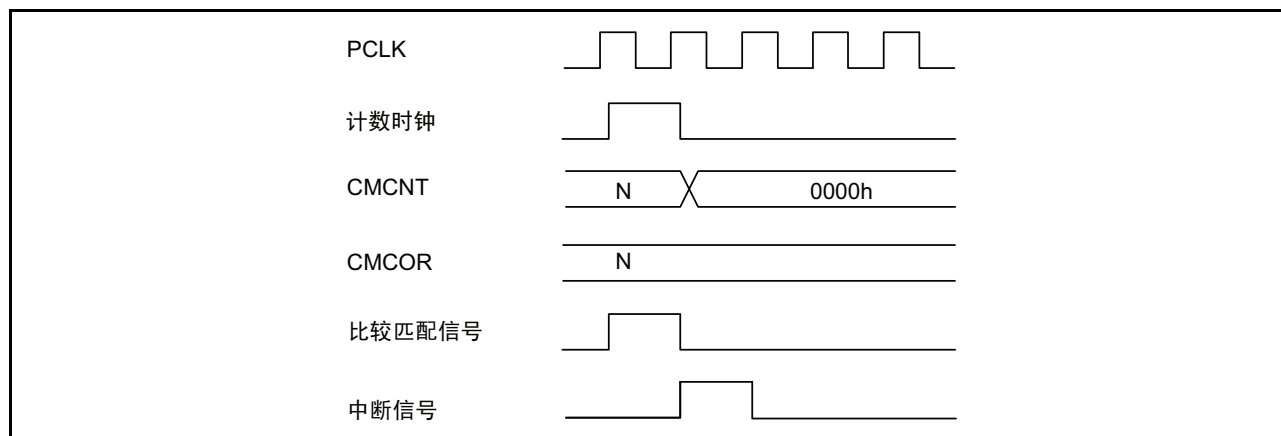 PCLK
计数时钟
CMCNT
N
0000h
CMCOR
N
比较匹配信号
中断信号